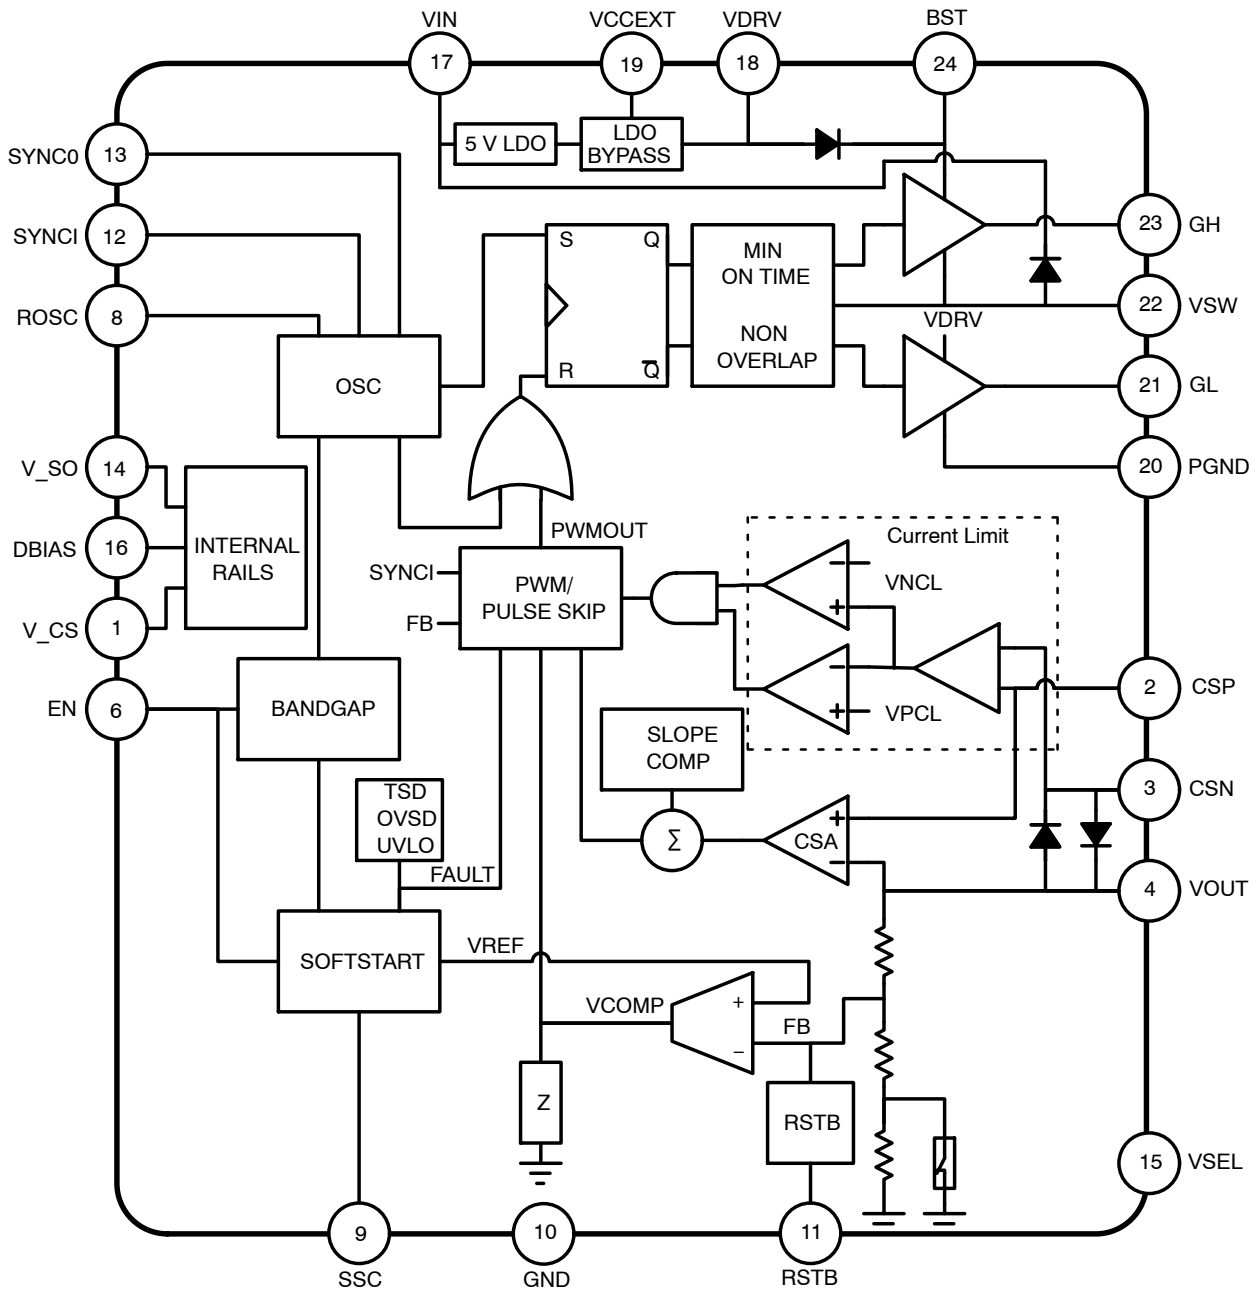 VIN
VCCEXT
VDRV
BST
17
19
18
24
5 V LDO
LDO
BYPASS
SYNC0
13
SYNCI
12
ROSC
8
23
GH
22
VSW
VDRV
21
GL
20
PGND
S
Q
R
Q̅
MIN
ON TIME
NON
OVERLAP
OSC
V_SO
14
DBIAS
16
V_CS
1
INTERNAL
RAILS
PWMOUT
SYNCI
FB
PWM/
PULSE SKIP
Current Limit
VNCL
VPCL
−
+
−
+
EN
6
BANDGAP
2
CSP
SLOPE
COMP
3
CSN
TSD
OVSD
UVLO
FAULT
Σ
CSA
+
−
4
VOUT
SOFTSTART
VREF
VCOMP
+
−
FB
Z
RSTB
15
VSEL
9
10
11
SSC
GND
RSTB